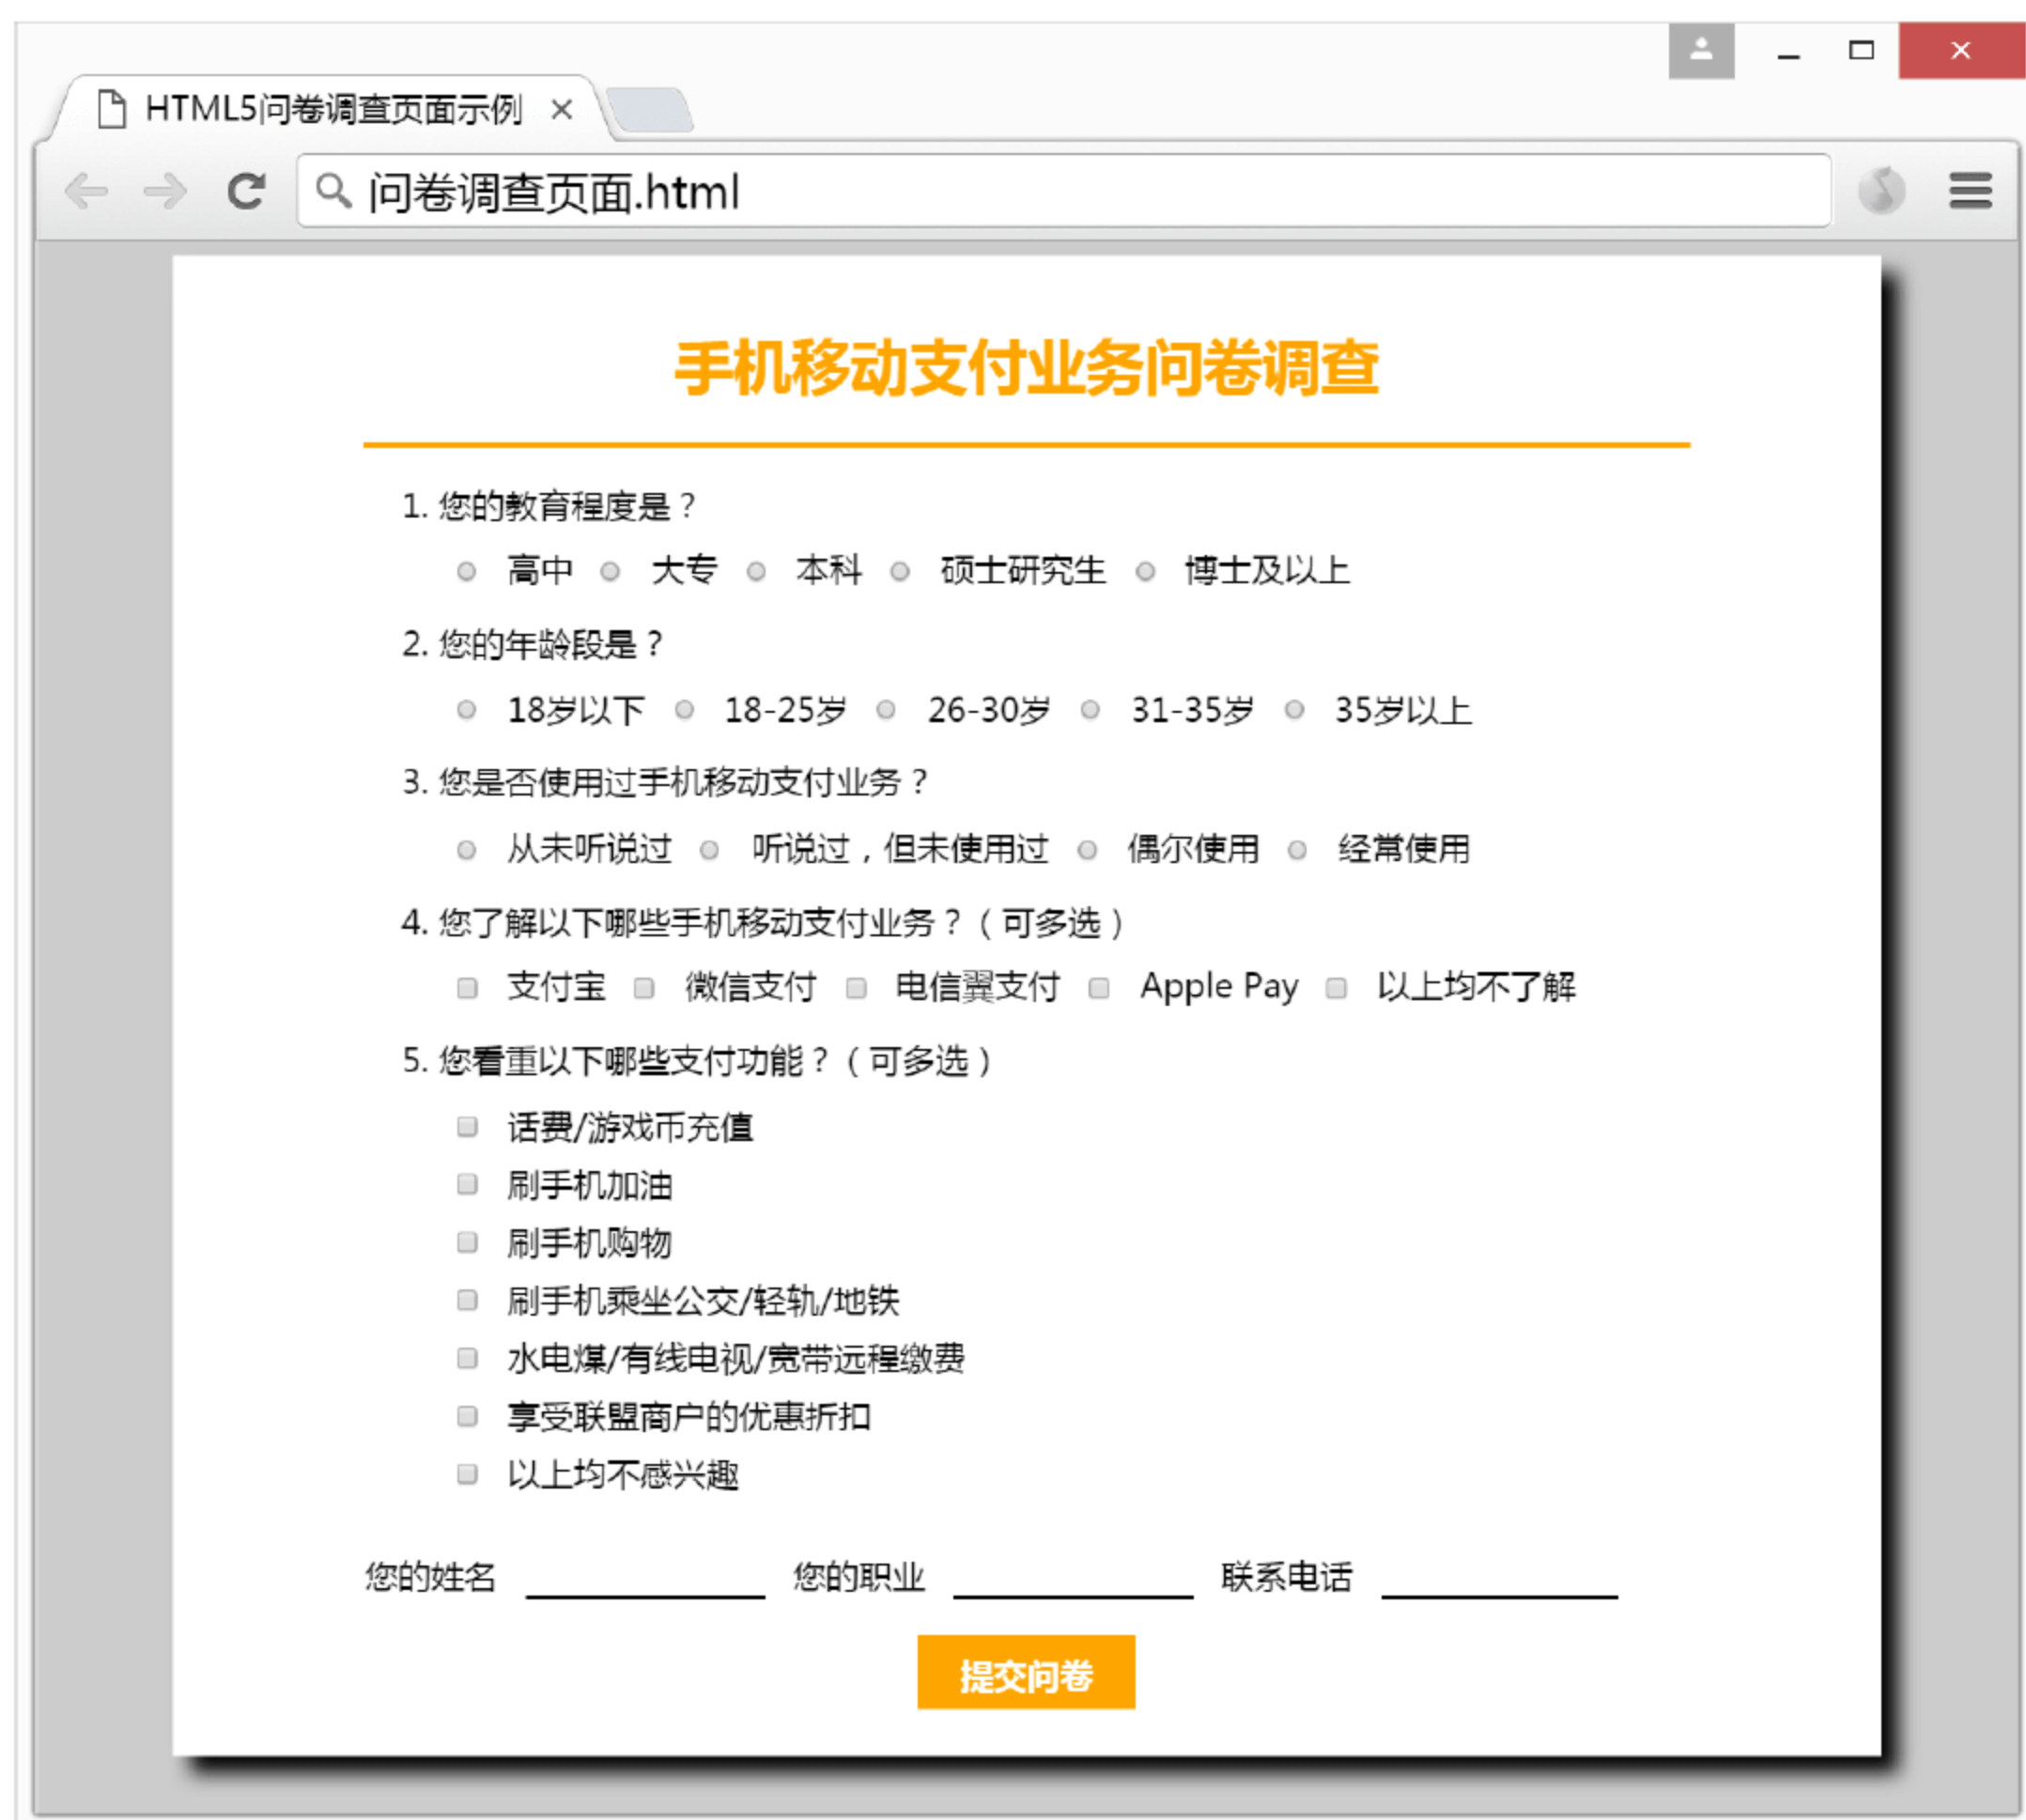 HTML5问卷调查页面示例
问卷调查页面.html
手机移动支付业务问卷调查
1. 您的教育程度是？
高中 大专 本科 硕士研究生 博士及以上
2. 您的年龄段是？
18岁以下 18-25岁 26-30岁 31-35岁 35岁以上
3. 您是否使用过手机移动支付业务？
从未听说过 听说过，但未使用过 偶尔使用 经常使用
4. 您了解以下哪些手机移动支付业务？（可多选）
支付宝 微信支付 电信翼支付 Apple Pay 以上均不了解
5. 您看重以下哪些支付功能？（可多选）
话费/游戏币充值
刷手机加油
刷手机购物
刷手机乘坐公交/轻轨/地铁
水电煤/有线电视/宽带远程缴费
享受联盟商户的优惠折扣
以上均不感兴趣
您的姓名 您的职业 联系电话
提交问卷